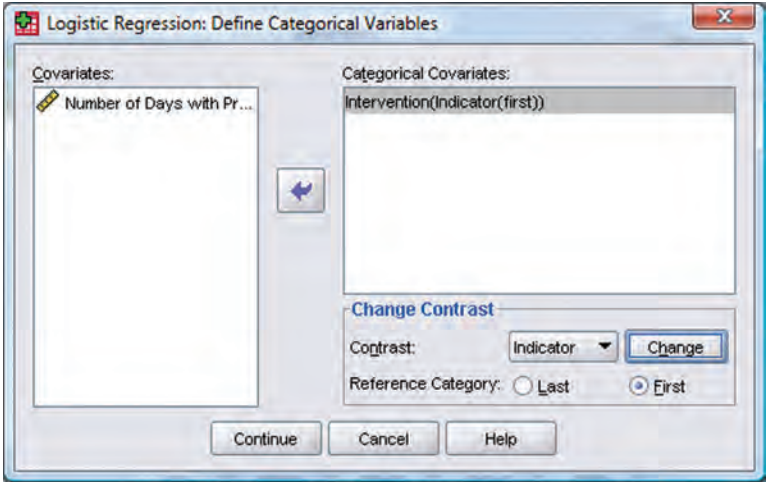 Logistic Regression: Define Categorical Variables
Covariates:
Number of Days with Pr...
Categorical Covariates:
Intervention(Indicator(first))
Change Contrast
Contrast: Indicator Change
Reference Category: Last First
Continue Cancel Help